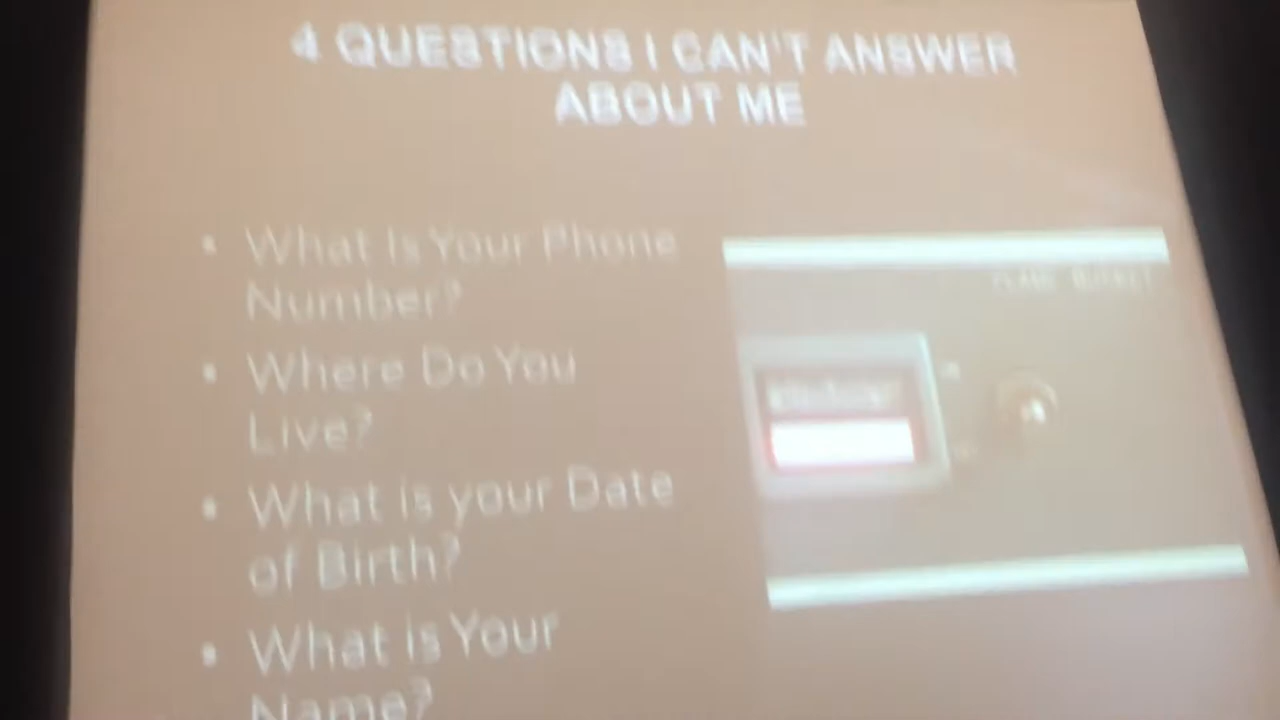 4 QUESTIONS I CAN'T ANSWER
ABOUT ME
• What Is Your Phone
Number?
• Where Do You
Live?
• What is your Date
of Birth?
• What is Your
Name?